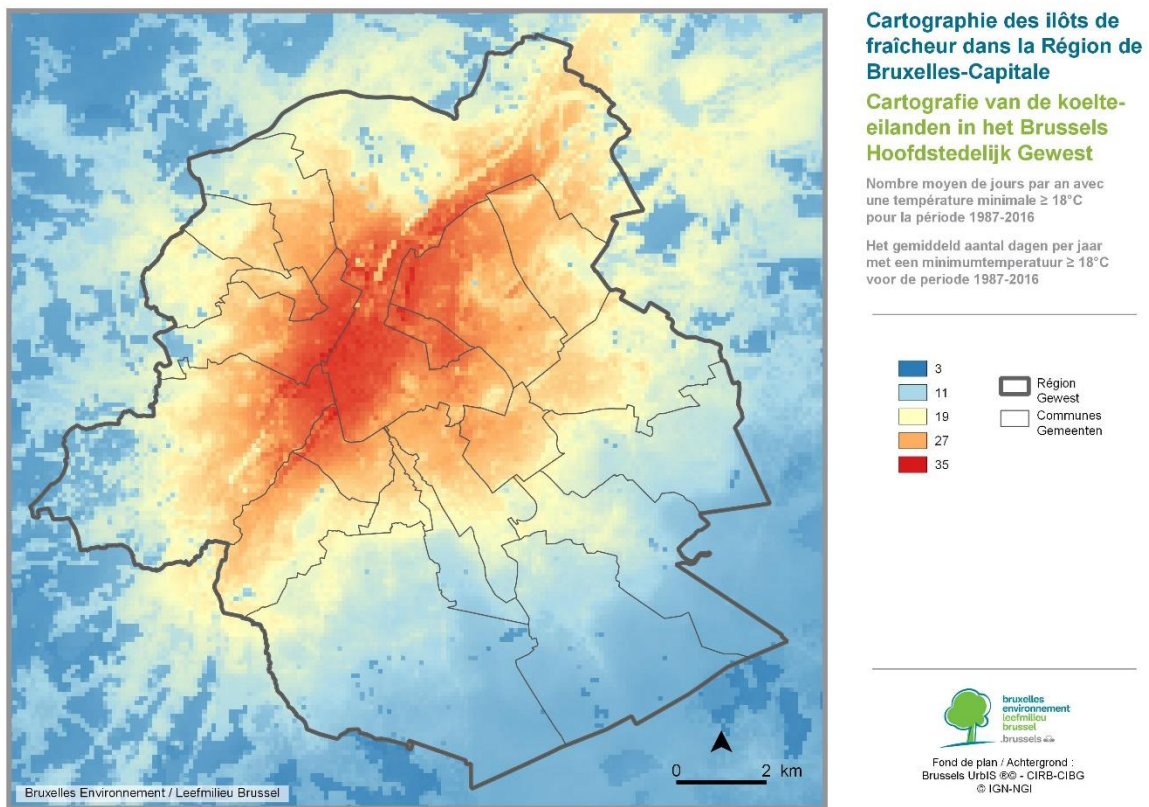 Cartographie des ilôts de
fraîcheur dans la Région de
Bruxelles-Capitale
Cartografie van de koelte-
eilanden in het Brussels
Hoofdstedelijk Gewest
Nombre moyen de jours par an avec
une température minimale ≥ 18°C
pour la période 1987-2016
Het gemiddeld aantal dagen per jaar
met een minimumtemperatuur ≥ 18°C
voor de periode 1987-2016
3
11
19
27
35
Région
Gewest
Communes
Gemeenten
0 2 km
Bruxelles Environnement / Leefmilieu Brussel
bruxelles
environnement
leefmilieu
brussel
.brussels
Fond de plan / Achtergrond :
Brussels UrbIS ®© - CIRB-CIBG
© IGN-NGI